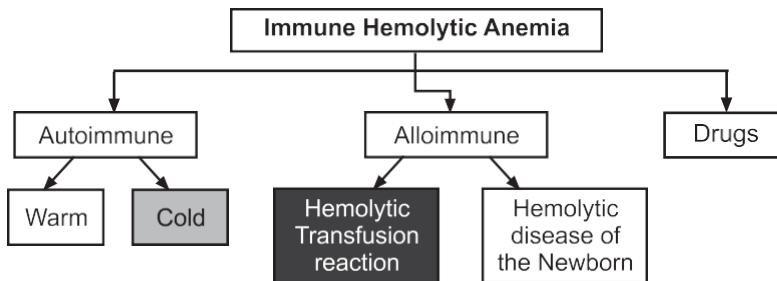 Immune Hemolytic Anemia
Autoimmune
Alloimmune
Drugs
Warm
Cold
Hemolytic
Transfusion
reaction
Hemolytic
disease of
the Newborn